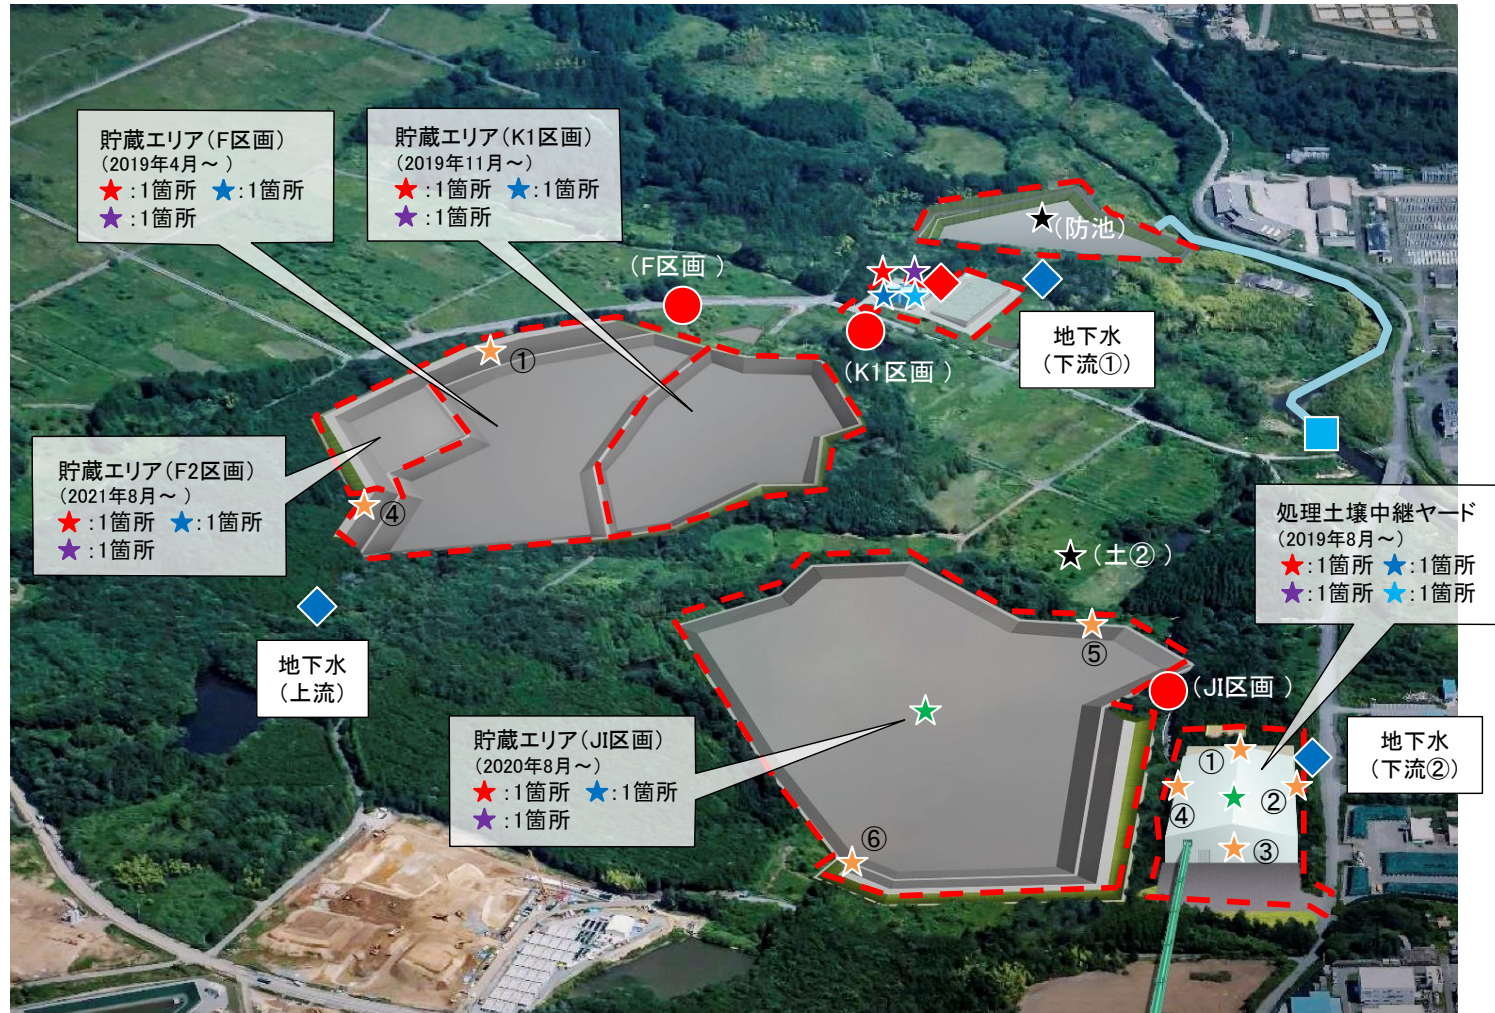 貯蔵エリア(F区画)
(2019年4月～ )
★:1箇所 ★:1箇所
★:1箇所
貯蔵エリア(K1区画)
(2019年11月～)
★:1箇所 ★:1箇所
★:1箇所
(防池)
(F区画 )
(K1区画 )
地下水
(下流①)
①
貯蔵エリア(F2区画)
(2021年8月～ )
★:1箇所 ★:1箇所
★:1箇所
④
処理土壌中継ヤード
(2019年8月～)
★:1箇所 ★:1箇所
★:1箇所 ★:1箇所
(土②)
地下水
(上流)
⑤
(JI区画 )
貯蔵エリア(JI区画)
(2020年8月～)
★:1箇所 ★:1箇所
★:1箇所
地下水
(下流②)
①
②
④
③
⑥